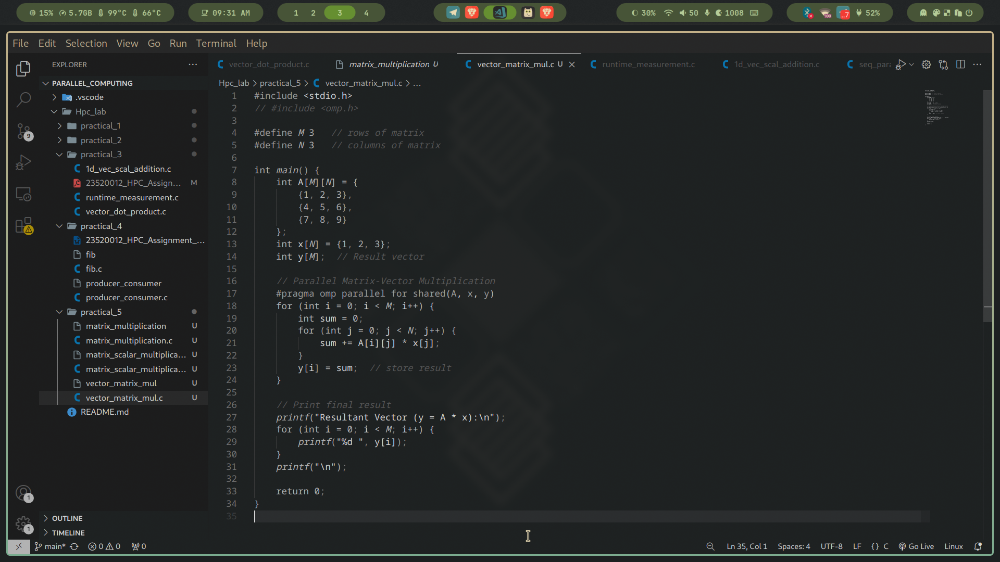 15% 5.7GB 99°C 66°C
09:31 AM
1 2 3 4
30% 50 1008
100
52%
File Edit Selection View Go Run Terminal Help
EXPLORER
PARALLEL_COMPUTING
.vscode
Hpc_lab
practical_1
practical_2
practical_3
1d_vec_scal_addition.c
23520012_HPC_Assign... M
runtime_measurement.c
vector_dot_product.c
practical_4
23520012_HPC_Assignment_...
fib
fib.c
producer_consumer
producer_consumer.c
practical_5
matrix_multiplication U
matrix_multiplication.c U
matrix_scalar_multiplica... U
matrix_scalar_multiplica... U
vector_matrix_mul U
vector_matrix_mul.c U
README.md
OUTLINE
TIMELINE
9
1
1
vector_dot_product.c matrix_multiplication U vector_matrix_mul.c U runtime_measurement.c 1d_vec_scal_addition.c seq_para
Hpc_lab > practical_5 > vector_matrix_mul.c > ...
1 #include <stdio.h>
2 // #include <omp.h>
3
4 #define M 3 // rows of matrix
5 #define N 3 // columns of matrix
6
7 int main() {
8 int A[M][N] = {
9 {1, 2, 3},
10 {4, 5, 6},
11 {7, 8, 9}
12 };
13 int x[N] = {1, 2, 3};
14 int y[M]; // Result vector
15
16 // Parallel Matrix-Vector Multiplication
17 #pragma omp parallel for shared(A, x, y)
18 for (int i = 0; i < M; i++) {
19 int sum = 0;
20 for (int j = 0; j < N; j++) {
21 sum += A[i][j] * x[j];
22 }
23 y[i] = sum; // store result
24 }
25
26 // Print final result
27 printf("Resultant Vector (y = A * x):\n");
28 for (int i = 0; i < M; i++) {
29 printf("%d ", y[i]);
30 }
31 printf("\n");
32
33 return 0;
34 }
35
main* 0 0 0
Ln 35, Col 1 Spaces: 4 UTF-8 LF {} C Go Live Linux